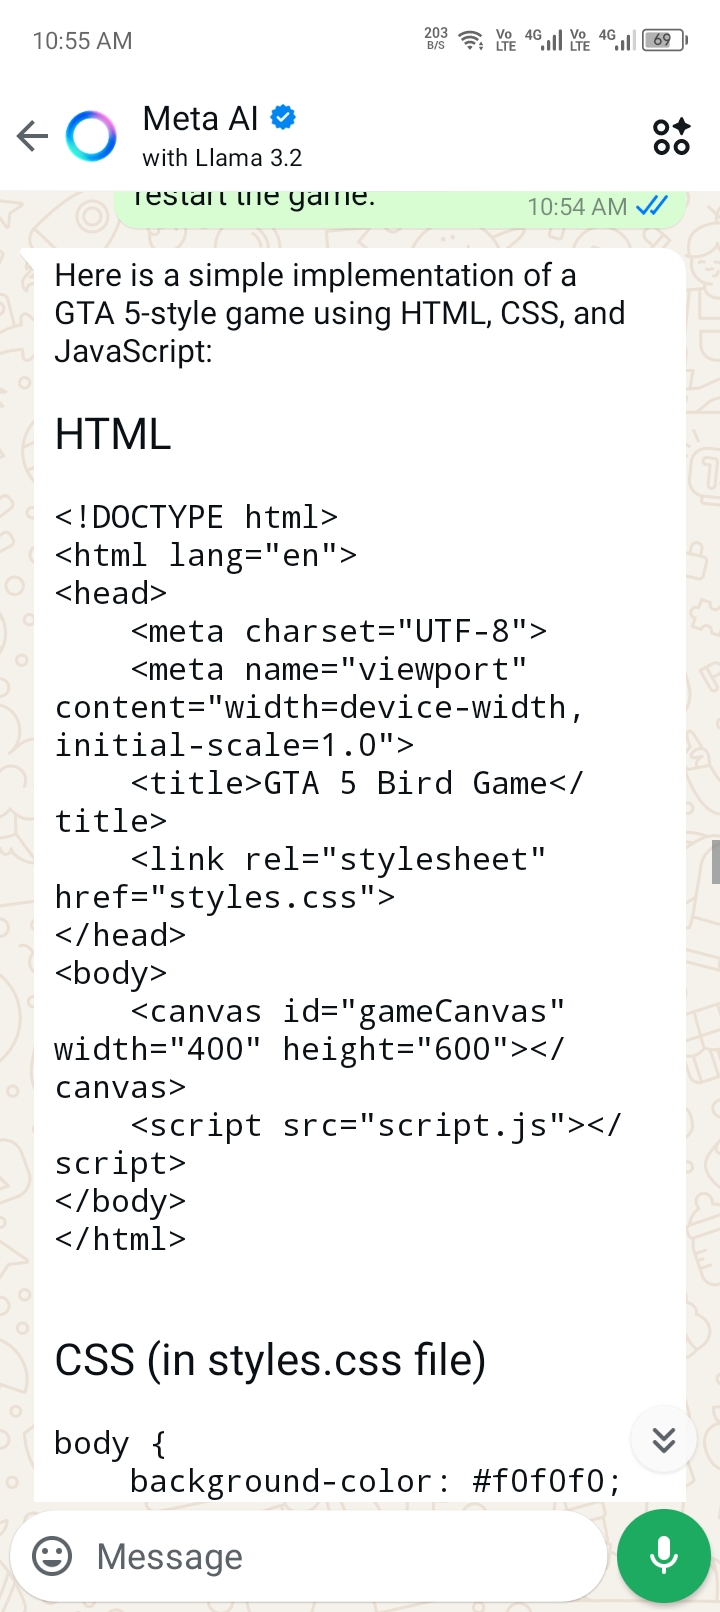 10:55 AM
203 B/S Vo LTE 4G Vo LTE 4G 69
Meta AI
with Llama 3.2
restart the game.
10:54 AM
Here is a simple implementation of a
GTA 5-style game using HTML, CSS, and
JavaScript:
HTML
<!DOCTYPE html>
<html lang="en">
<head>
    <meta charset="UTF-8">
    <meta name="viewport"
content="width=device-width,
initial-scale=1.0">
    <title>GTA 5 Bird Game</
title>
    <link rel="stylesheet"
href="styles.css">
</head>
<body>
    <canvas id="gameCanvas"
width="400" height="600"></
canvas>
    <script src="script.js"></
script>
</body>
</html>
CSS (in styles.css file)
body {
    background-color: #f0f0f0;
Message